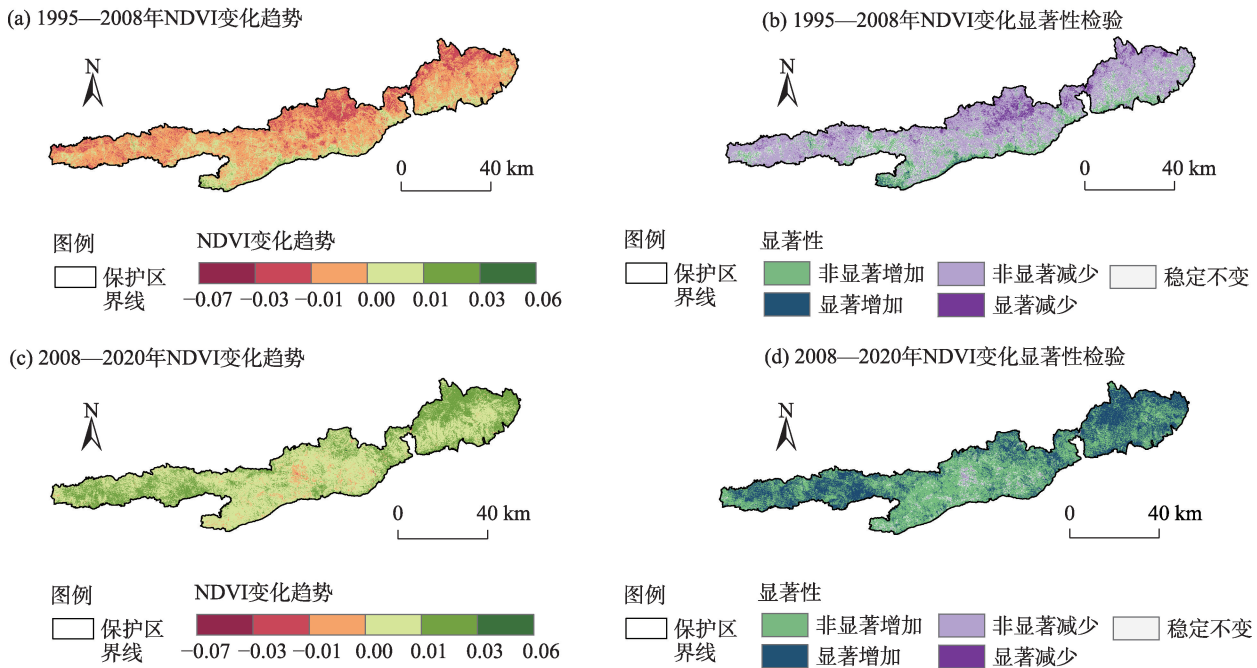 (a) 1995—2008年NDVI变化趋势
(b) 1995—2008年NDVI变化显著性检验
N
N
0 40 km
0 40 km
图例
NDVI变化趋势
保护区
界线
−0.07 −0.03 −0.01 0.00 0.01 0.03 0.06
图例
显著性
保护区
界线
非显著增加
非显著减少
稳定不变
显著增加
显著减少
(c) 2008—2020年NDVI变化趋势
(d) 2008—2020年NDVI变化显著性检验
N
N
0 40 km
0 40 km
图例
NDVI变化趋势
保护区
界线
−0.07 −0.03 −0.01 0.00 0.01 0.03 0.06
图例
显著性
保护区
界线
非显著增加
非显著减少
稳定不变
显著增加
显著减少